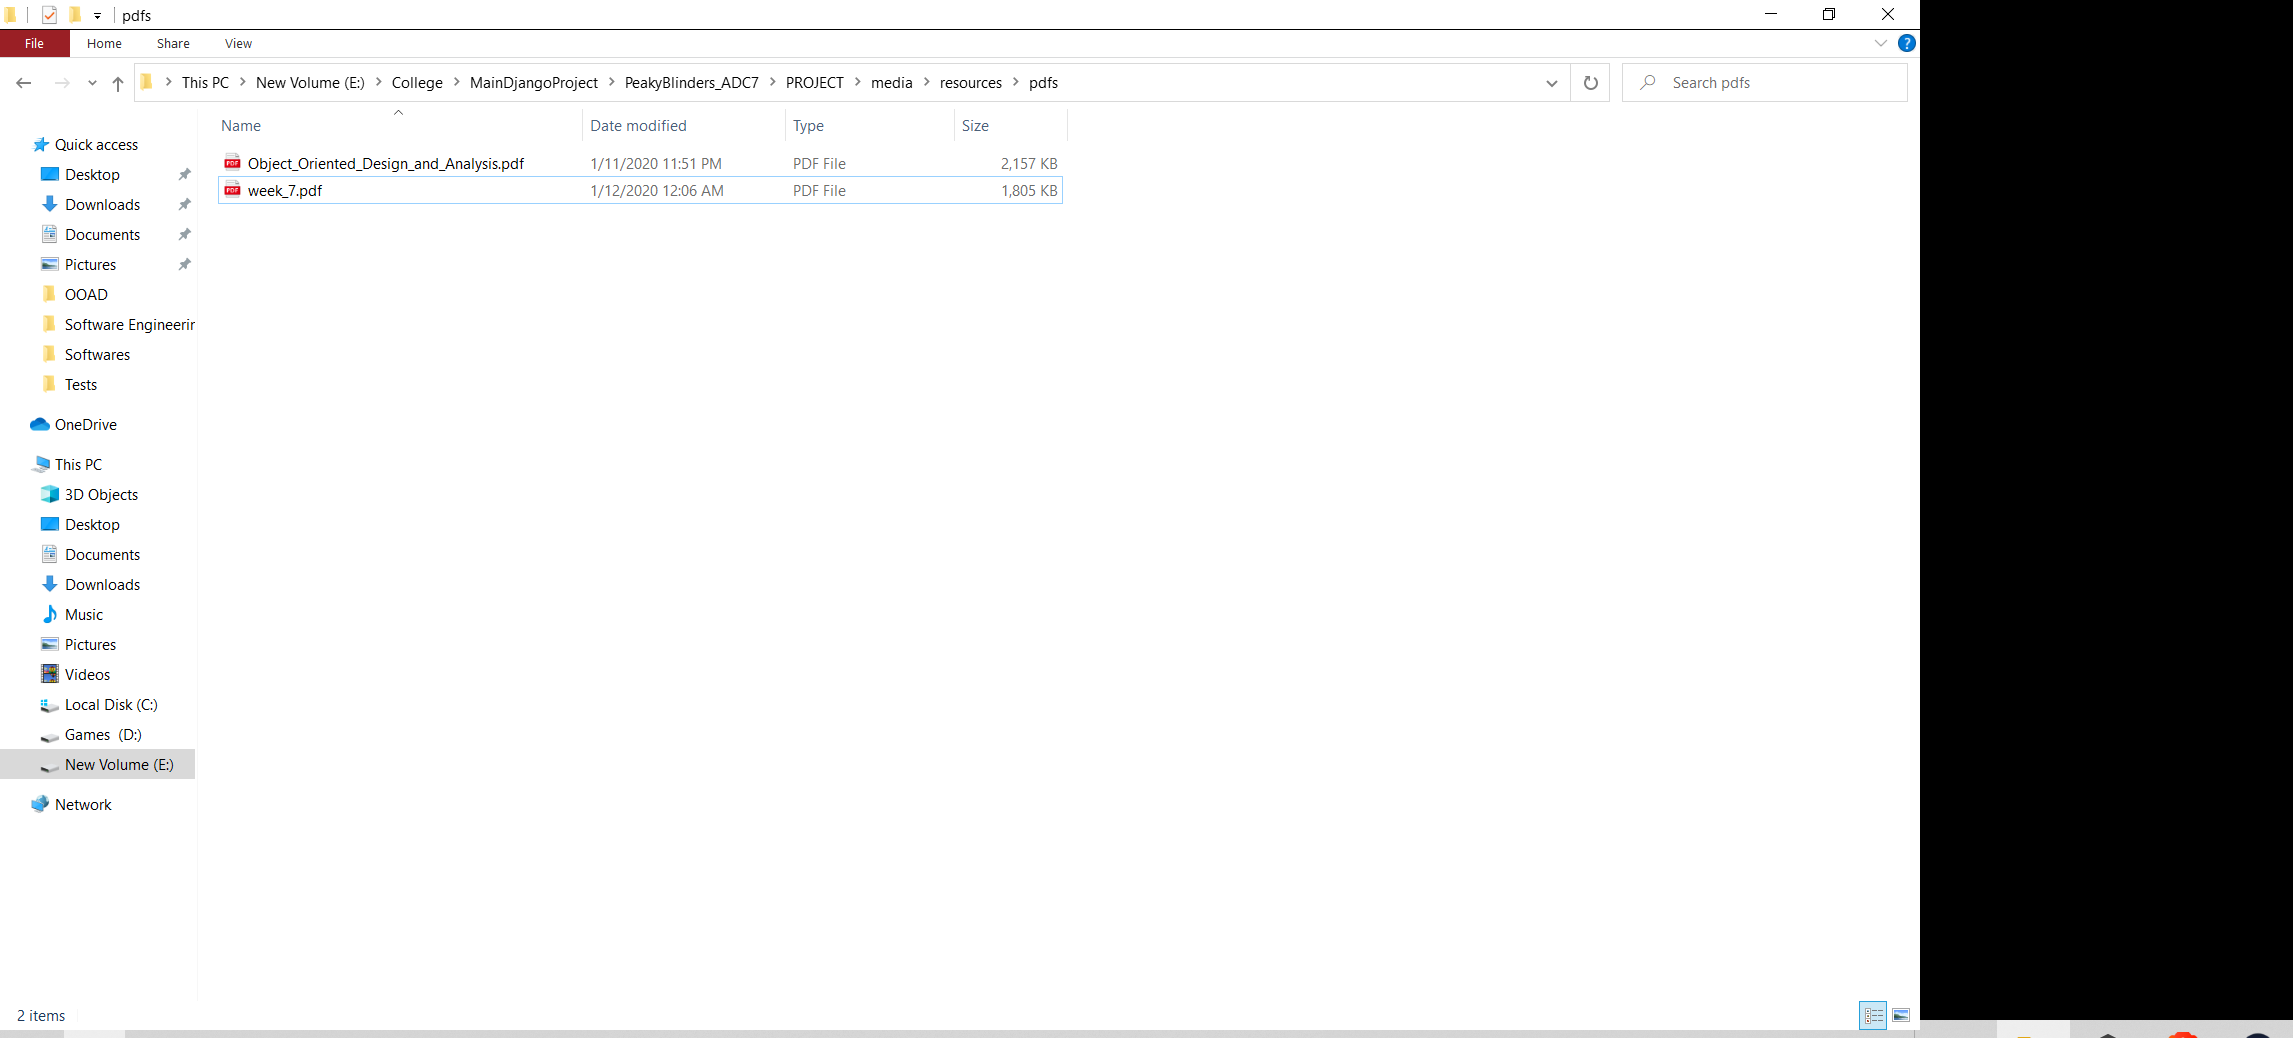 pdfs
File Home Share View ?
This PC New Volume (E:) College MainDjangoProject PeakyBlinders_ADC7 PROJECT media resources pdfs Search pdfs
Name Date modified Type Size
Object_Oriented_Design_and_Analysis.pdf 1/11/2020 11:51 PM PDF File 2,157 KB
week_7.pdf 1/12/2020 12:06 AM PDF File 1,805 KB
Quick access
Desktop
Downloads
Documents
Pictures
OOAD
Software Engineerir
Softwares
Tests
OneDrive
This PC
3D Objects
Desktop
Documents
Downloads
Music
Pictures
Videos
Local Disk (C:)
Games (D:)
New Volume (E:)
Network
2 items